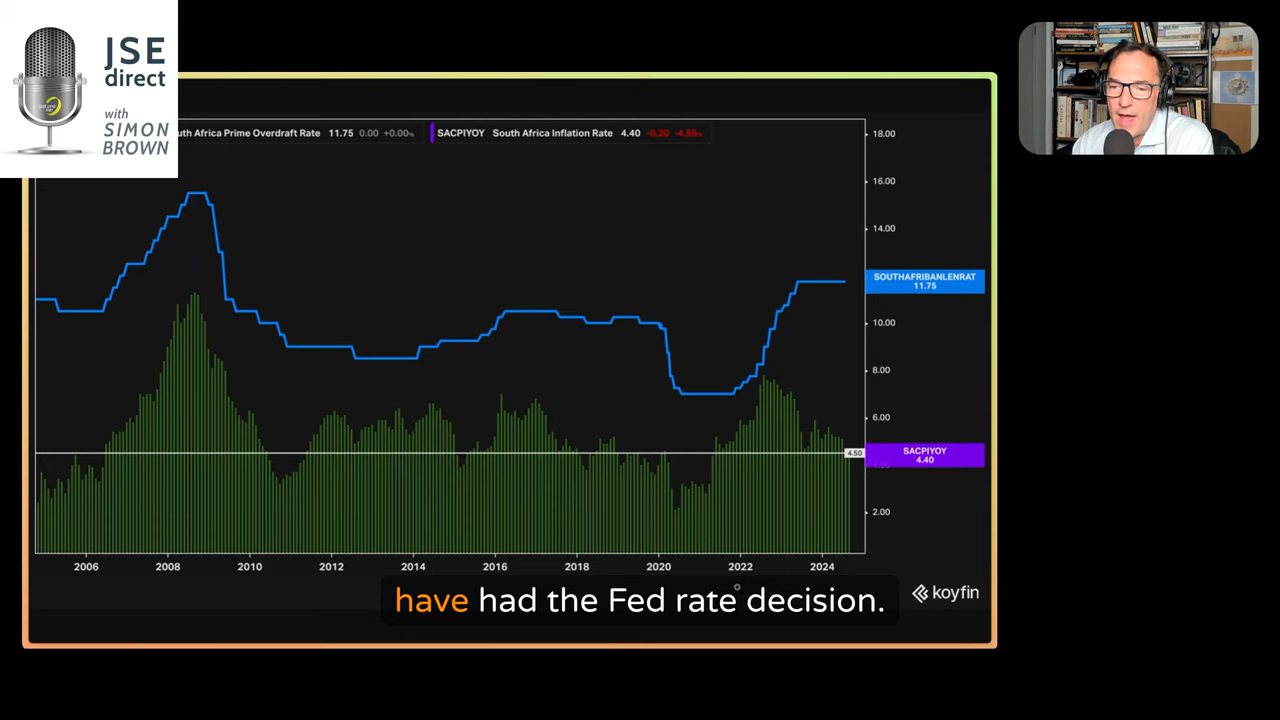 JSE
direct
with
SIMON
BROWN
outh Africa Prime Overdraft Rate 11.75 0.00 +0.00%
SACPIYOY South Africa Inflation Rate 4.40 -0.20 -4.55%
18.00
16.00
14.00
SOUTHAFRIBANLENRAT
11.75
10.00
8.00
6.00
4.50
SACPIYOY
4.40
2.00
2006 2008 2010 2012 2014 2016 2018 2020 2022 2024
koyfin
have had the Fed rate decision.